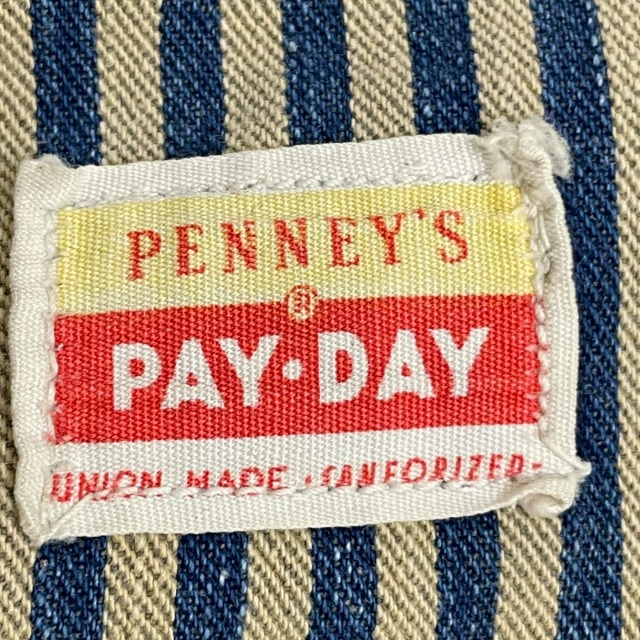 PENNEY'S
®
PAY·DAY
UNION MADE · SANFORIZED ·